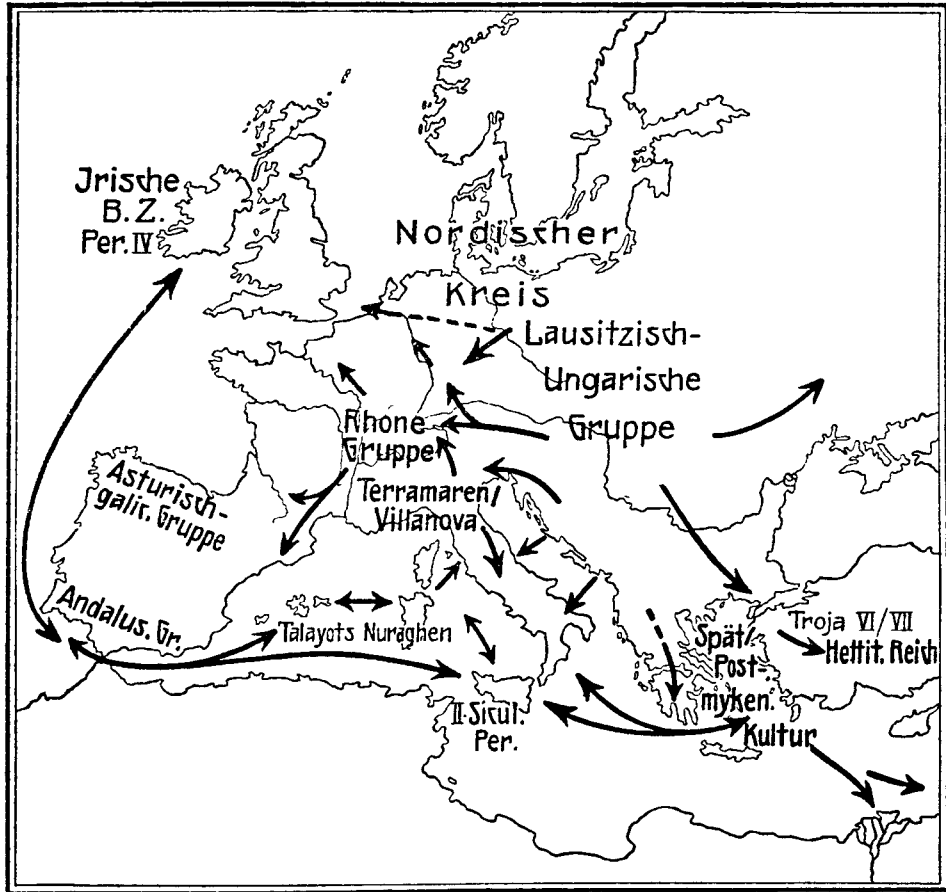 Jrische
B. Z.
Per. IV
Nordischer
Kreis
Lausitzisch-
Ungarische
Gruppe
Rhone
Gruppe
Asturisch-
galic. Gruppe
Terramaren/
Villanova
Andalus. Gr.
Talayots Nuraghen
Troja VI/VII
Hettit. Reich
Spät/
Post-
myken.
Kultur
II. Sicul.
Per.